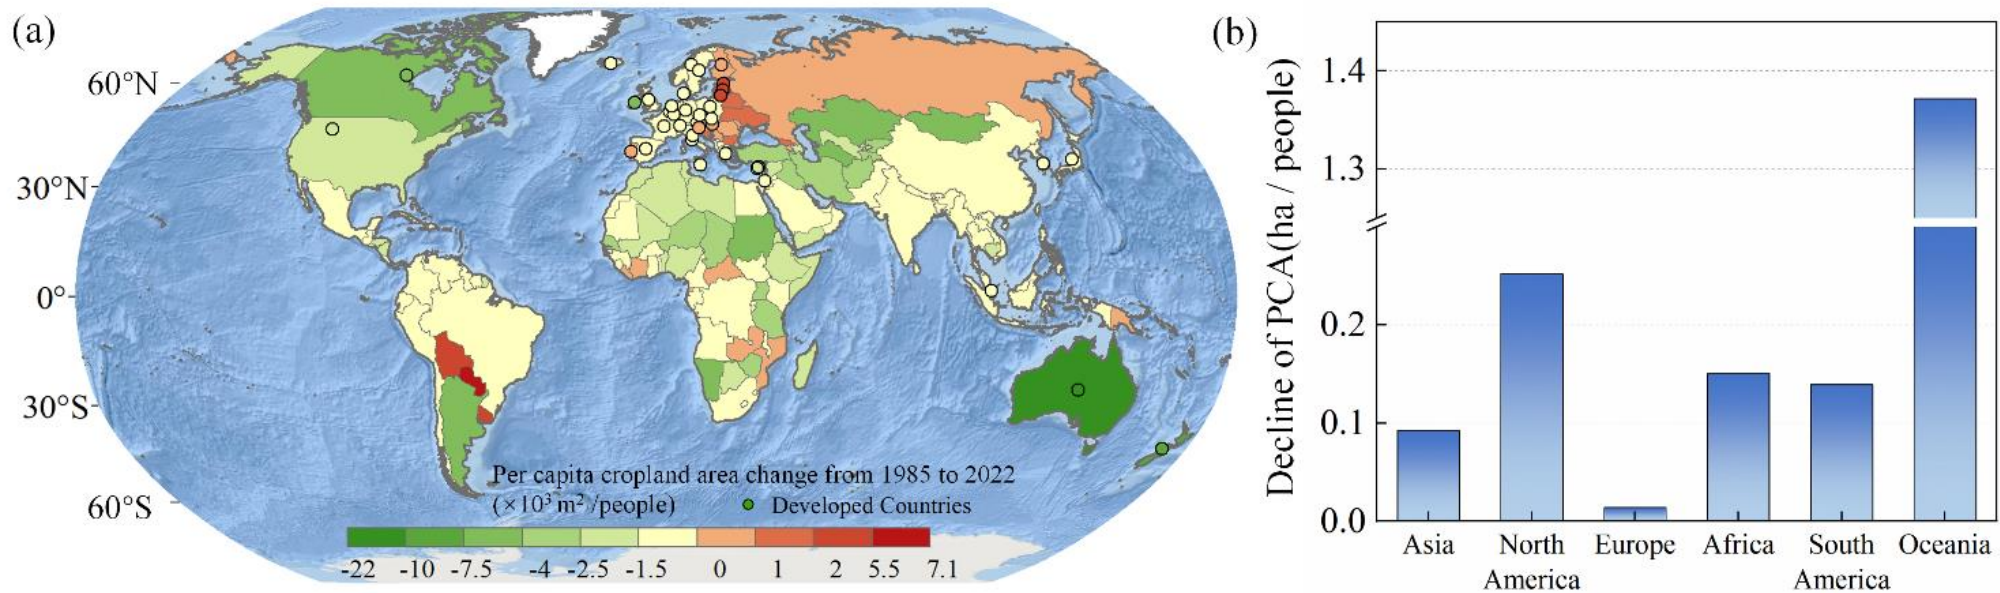 (a)
60°N
30°N
0°
30°S
60°S
Per capita cropland area change from 1985 to 2022
(×10³ m² /people)
Developed Countries
-22 -10 -7.5 -4 -2.5 -1.5 0 1 2 5.5 7.1
(b)
Decline of PCA(ha / people)
1.4
1.3
0.2
0.1
0.0
Asia North Europe Africa South Oceania
America America